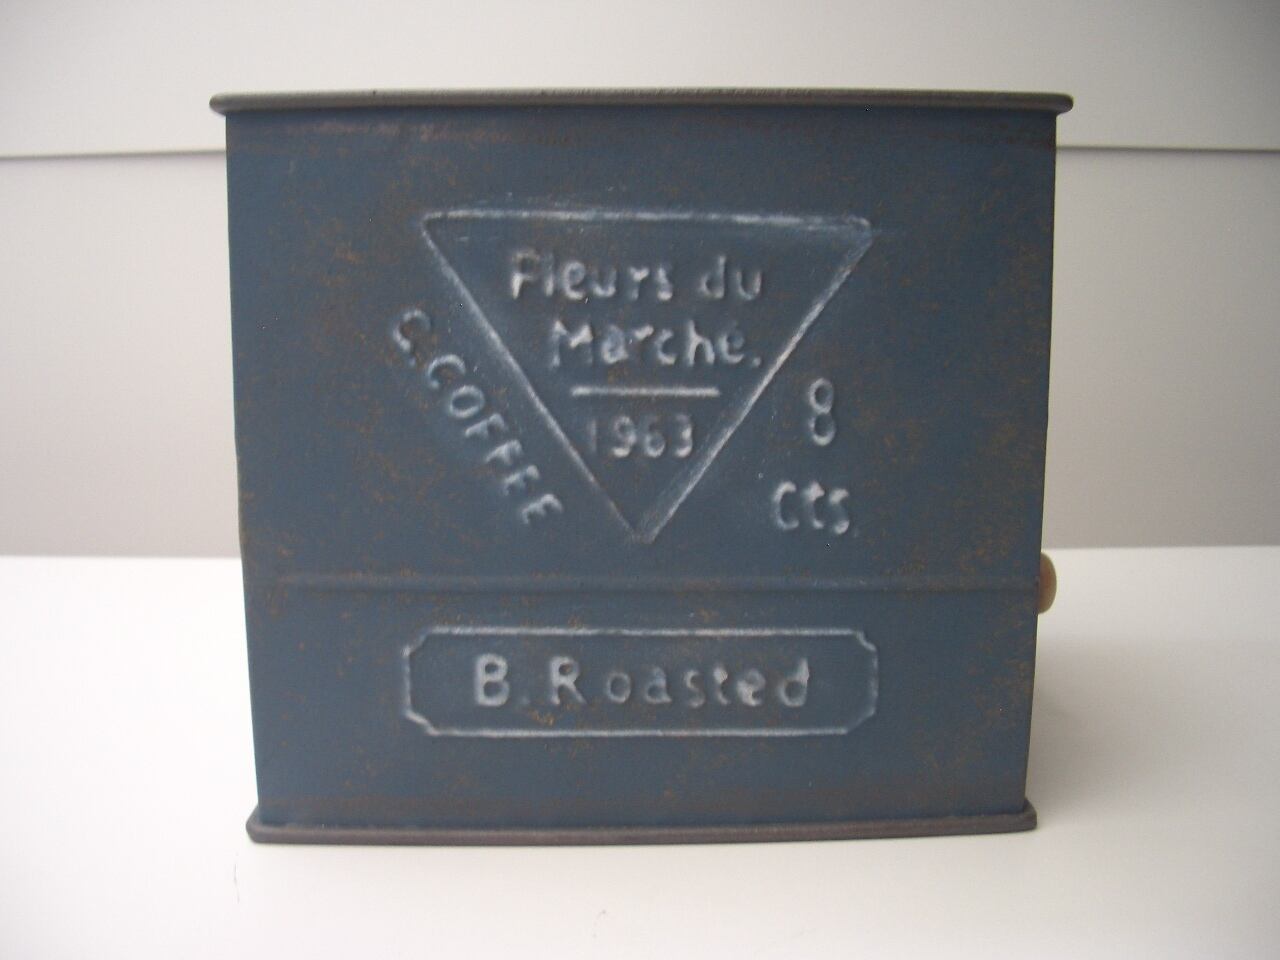 Fleurs du
Marché.
1963
C.COFFEE
8
cts.
B.Roasted